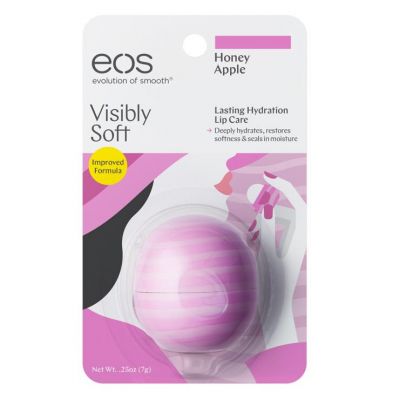 eos
evolution of smooth®
Honey
Apple
Visibly
Soft
Lasting Hydration
Lip Care
→ Deeply hydrates, restores
softness & seals in moisture
Improved
Formula
Net Wt. .25oz (7g)